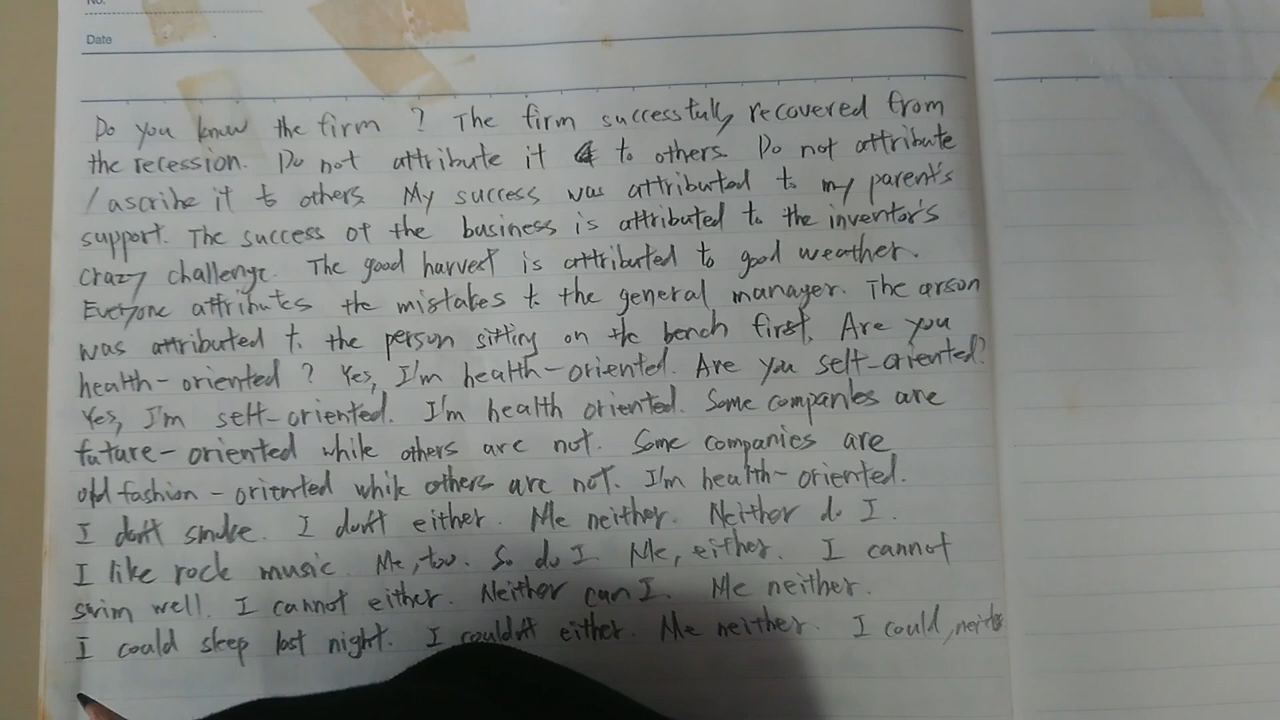 No.
Date
Do you know the firm ? The firm successfully recovered from
the recession. Do not attribute it to others. Do not attribute
/ ascribe it to others. My success was attributed to my parent's
support. The success of the business is attributed to the inventor's
crazy challenge. The good harvest is attributed to good weather.
Everyone attributes the mistakes to the general manager. The arson
was attributed to the person sitting on the bench first. Are you
health-oriented ? Yes, I'm health-oriented. Are you self-oriented?
Yes, I'm self-oriented. I'm health oriented. Some companies are
future-oriented while others are not. Some companies are
old fashion-oriented while others are not. I'm health-oriented.
I don't smoke. I don't either. Me neither. Neither do I.
I like rock music. Me, too. So do I. Me, either. I cannot
swim well. I cannot either. Neither can I. Me neither.
I could sleep last night. I couldn't either. Me neither. I could,